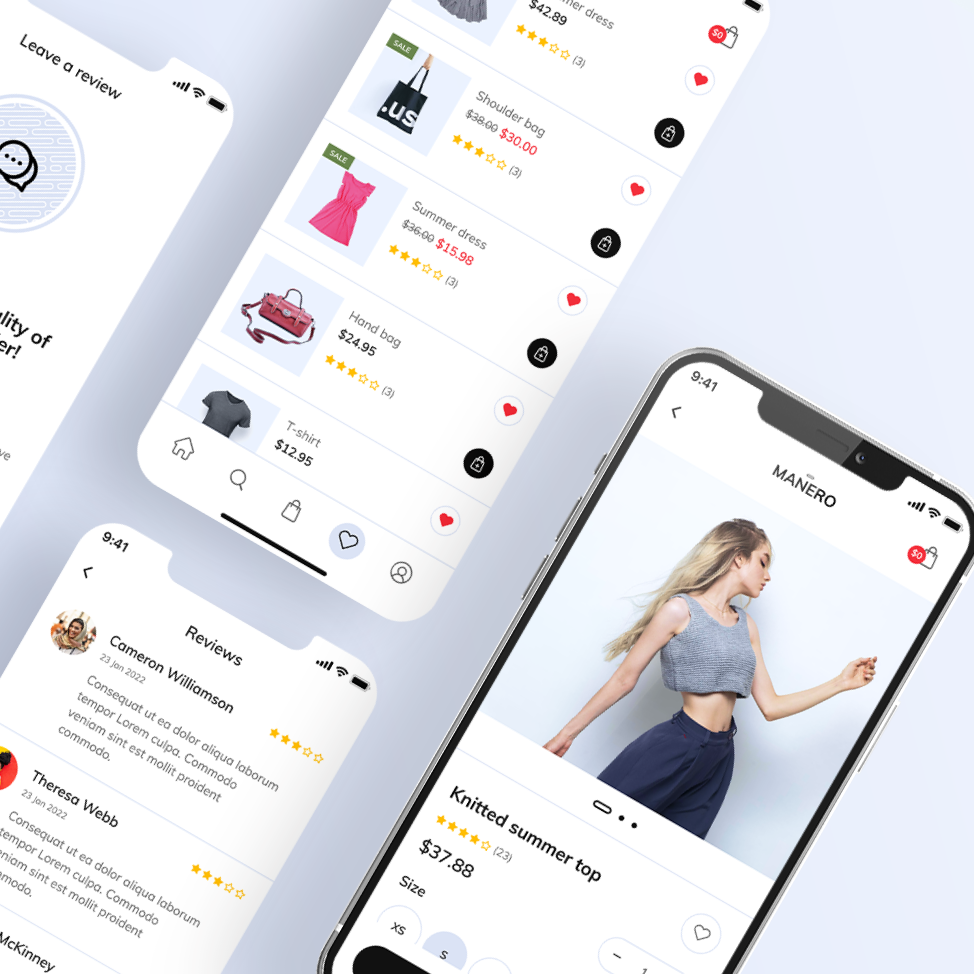 Leave a review
ality of
er!
ve
mer dress
$42.89
(3)
$0
SALE
.us
Shoulder bag
$38.00 $30.00
(3)
SALE
Summer dress
$36.00 $15.98
(3)
Hand bag
$24.95
(3)
T-shirt
$12.95
9:41
Reviews
Cameron Williamson
23 Jan 2022
Consequat ut ea dolor aliqua laborum
tempor Lorem culpa. Commodo
veniam sint est mollit proident
commodo.
Theresa Webb
23 Jan 2022
Consequat ut ea dolor aliqua laborum
tempor Lorem culpa. Commodo
eniam sint est mollit proident
mmodo.
McKinney
9:41
MANERO
$0
Knitted summer top
(23)
$37.88
Size
XS
S
1